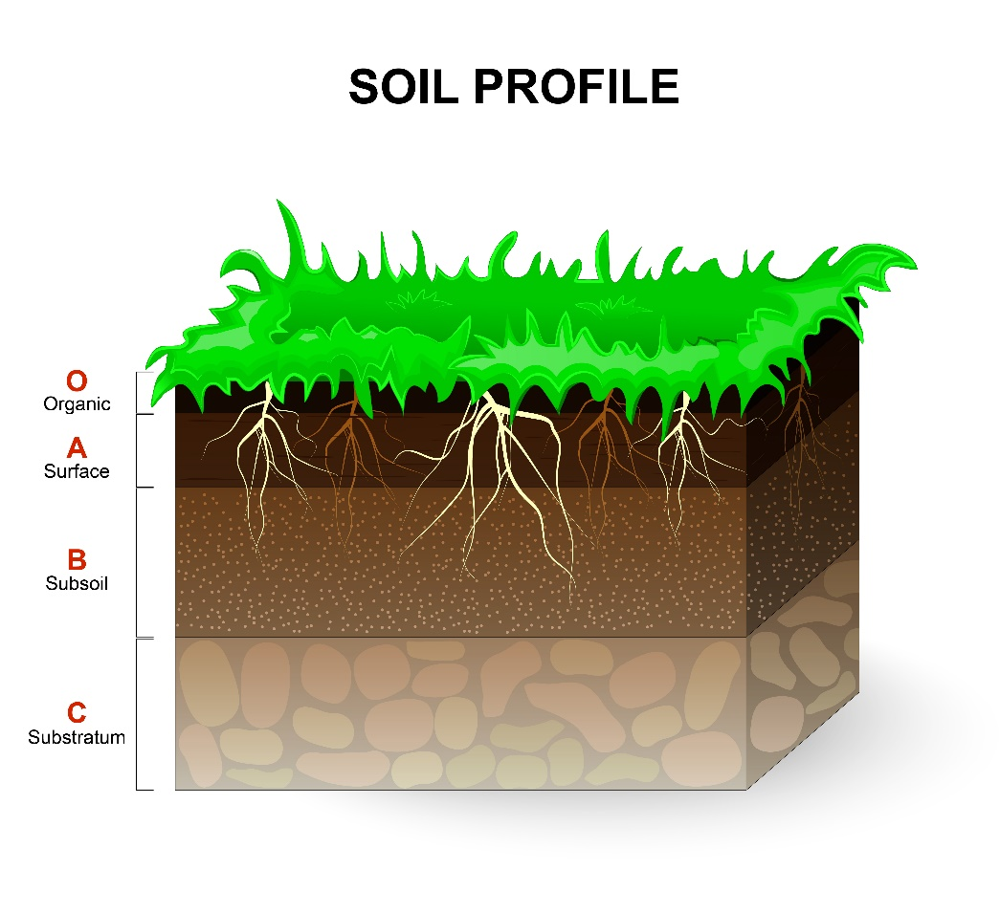 SOIL PROFILE
O
Organic
A
Surface
B
Subsoil
C
Substratum